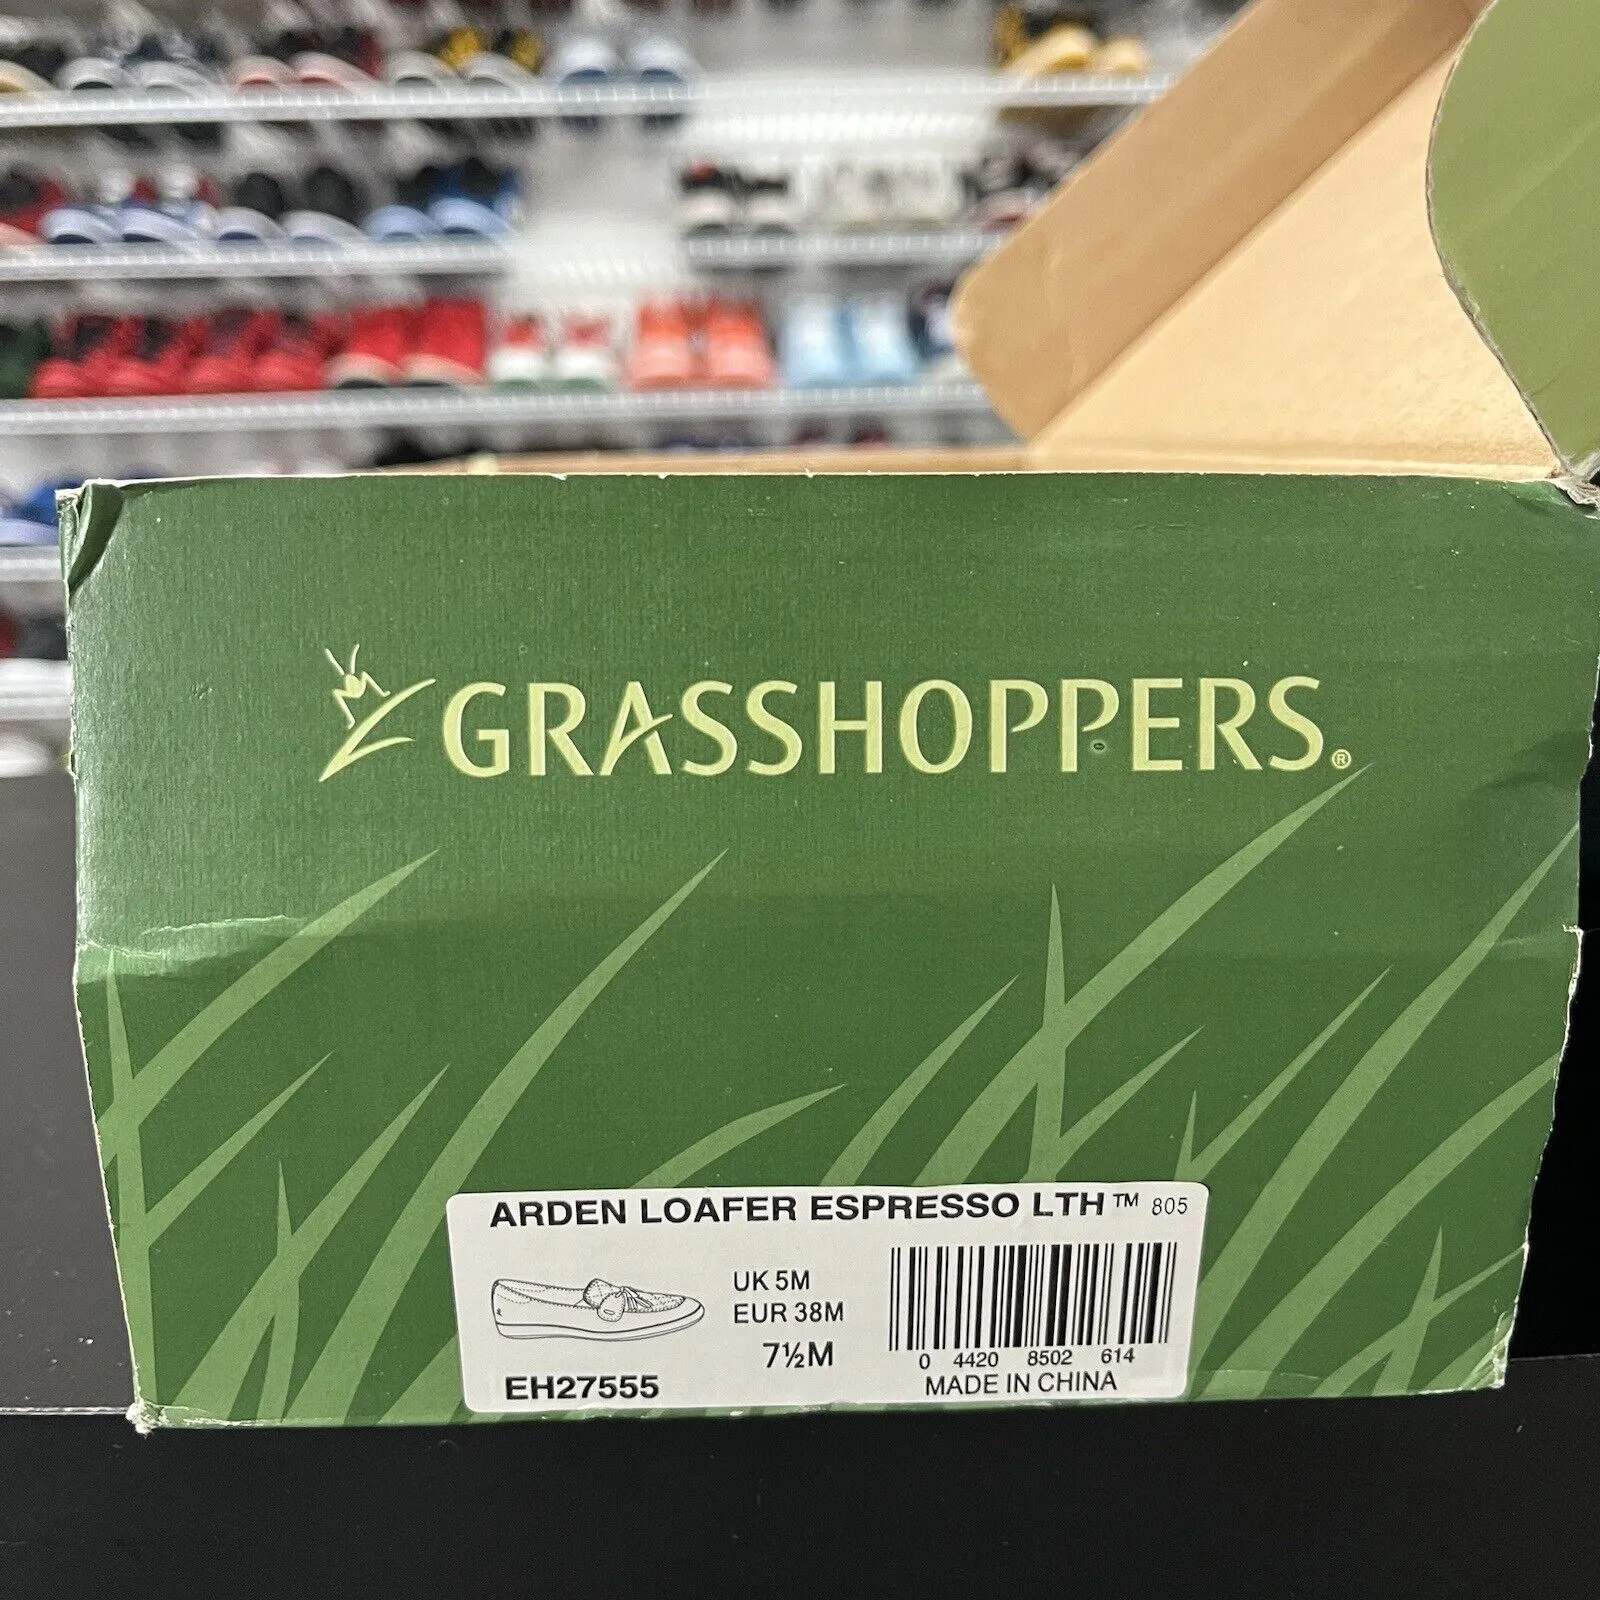 GRASSHOPPERS®
ARDEN LOAFER ESPRESSO LTH™ 805
UK 5M
EUR 38M
7½M
EH27555
0 4420 8502 614
MADE IN CHINA